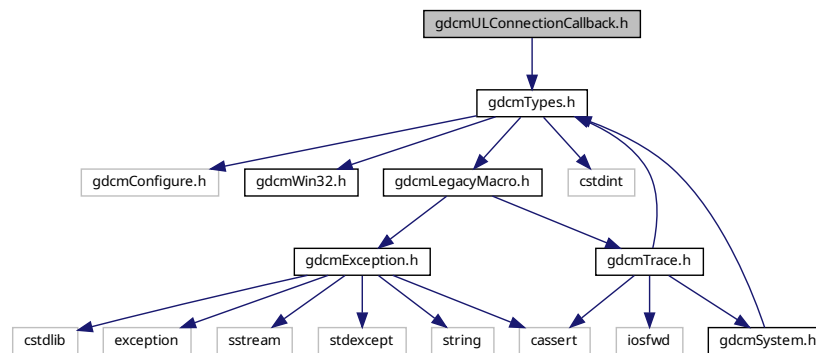 gdcmULConnectionCallback.h
gdcmTypes.h
gdcmConfigure.h
gdcmWin32.h
gdcmLegacyMacro.h
cstdint
gdcmException.h
gdcmTrace.h
cstdlib
exception
sstream
stdexcept
string
cassert
iosfwd
gdcmSystem.h